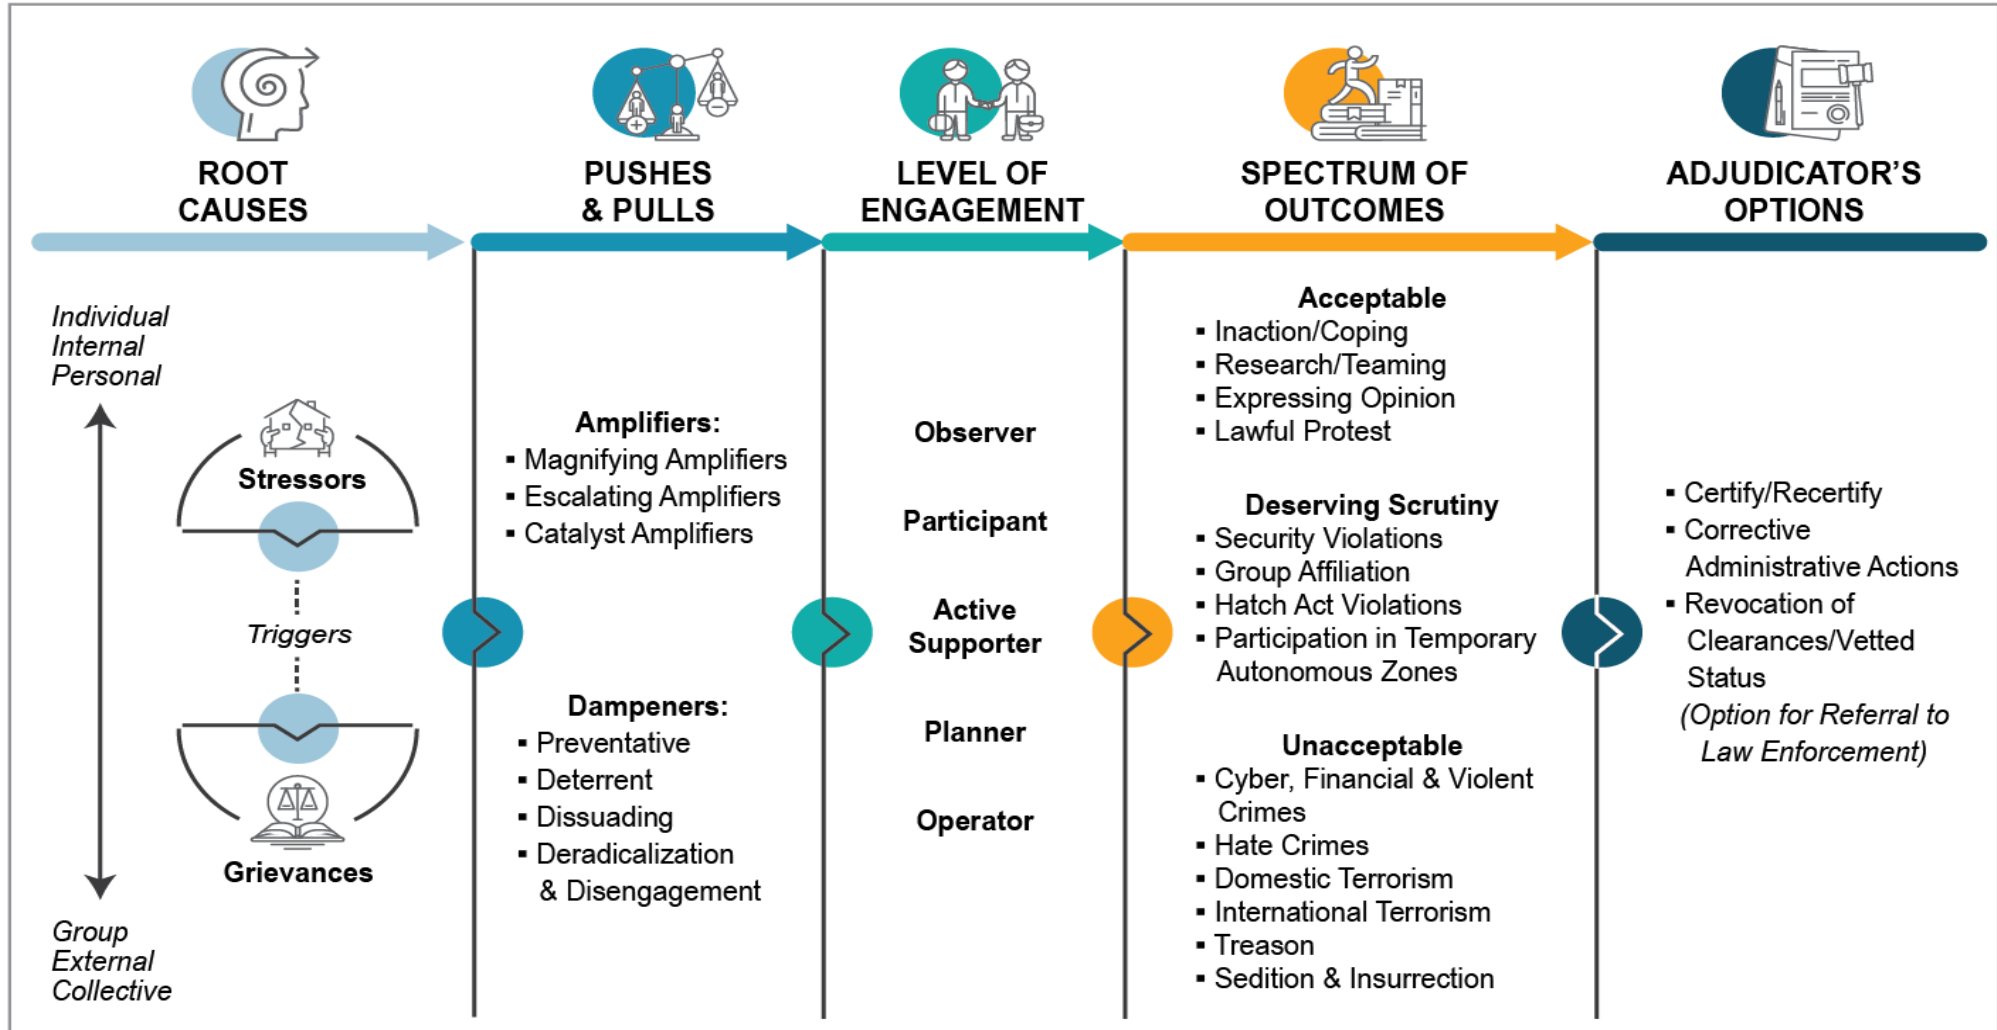 ROOT
CAUSES
PUSHES
& PULLS
LEVEL OF
ENGAGEMENT
SPECTRUM OF
OUTCOMES
ADJUDICATOR’S
OPTIONS
Individual
Internal
Personal
Stressors
Triggers
Grievances
Group
External
Collective
Amplifiers:
▪ Magnifying Amplifiers
▪ Escalating Amplifiers
▪ Catalyst Amplifiers
Dampeners:
▪ Preventative
▪ Deterrent
▪ Dissuading
▪ Deradicalization
& Disengagement
Observer
Participant
Active
Supporter
Planner
Operator
Acceptable
▪ Inaction/Coping
▪ Research/Teaming
▪ Expressing Opinion
▪ Lawful Protest
Deserving Scrutiny
▪ Security Violations
▪ Group Affiliation
▪ Hatch Act Violations
▪ Participation in Temporary
Autonomous Zones
Unacceptable
▪ Cyber, Financial & Violent
Crimes
▪ Hate Crimes
▪ Domestic Terrorism
▪ International Terrorism
▪ Treason
▪ Sedition & Insurrection
▪ Certify/Recertify
▪ Corrective
Administrative Actions
▪ Revocation of
Clearances/Vetted
Status
(Option for Referral to
Law Enforcement)